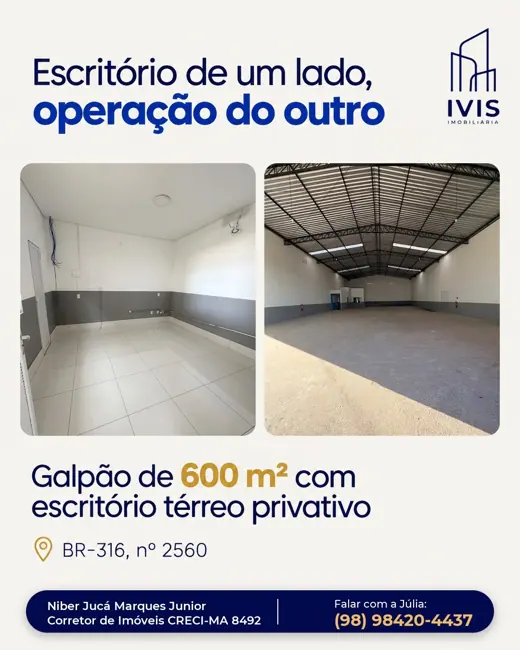 Escritório de um lado,
operação do outro
IVIS
IMOBILIÁRIA
Galpão de 600 m² com
escritório térreo privativo
BR-316, nº 2560
Niber Jucá Marques Junior
Corretor de Imóveis CRECI-MA 8492
Falar com a Júlia:
(98) 98420-4437